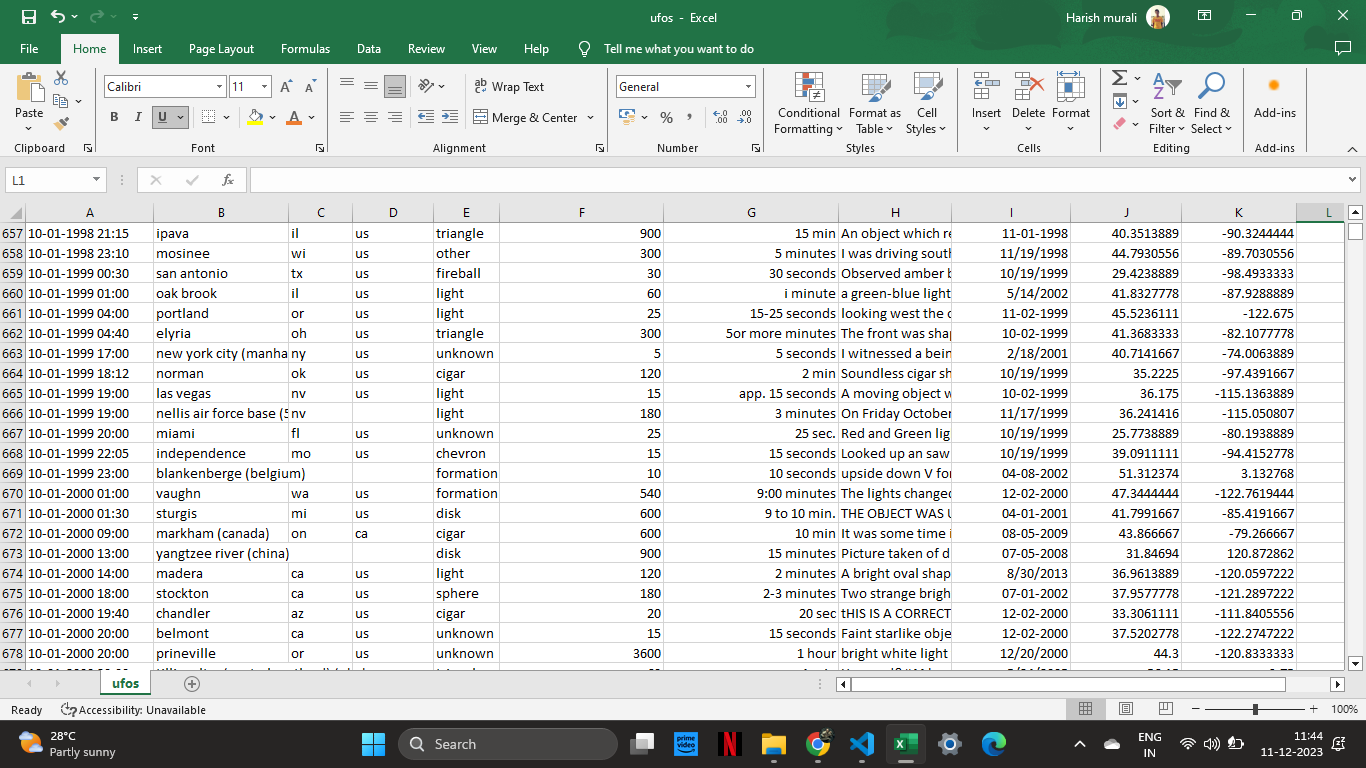 ufos - Excel
Harish murali
File Home Insert Page Layout Formulas Data Review View Help Tell me what you want to do
Paste
Clipboard
Calibri 11
B I U
Font
Wrap Text
Merge & Center
Alignment
General
Number
Conditional Formatting
Format as Table
Cell Styles
Styles
Insert Delete Format
Cells
Sort & Filter
Find & Select
Editing
Add-ins
Add-ins
L1
fx
A B C D E F G H I J K L
657 10-01-1998 21:15 ipava il us triangle 900 15 min An object which re 11-01-1998 40.3513889 -90.3244444
658 10-01-1998 23:10 mosinee wi us other 300 5 minutes I was driving south 11/19/1998 44.7930556 -89.7030556
659 10-01-1999 00:30 san antonio tx us fireball 30 30 seconds Observed amber b 10/19/1999 29.4238889 -98.4933333
660 10-01-1999 01:00 oak brook il us light 60 i minute a green-blue light 5/14/2002 41.8327778 -87.9288889
661 10-01-1999 04:00 portland or us light 25 15-25 seconds looking west the o 11-02-1999 45.5236111 -122.675
662 10-01-1999 04:40 elyria oh us triangle 300 5or more minutes The front was shap 10-02-1999 41.3683333 -82.1077778
663 10-01-1999 17:00 new york city (manha ny us unknown 5 5 seconds I witnessed a bein 2/18/2001 40.7141667 -74.0063889
664 10-01-1999 18:12 norman ok us cigar 120 2 min Soundless cigar sh 10/19/1999 35.2225 -97.4391667
665 10-01-1999 19:00 las vegas nv us light 15 app. 15 seconds A moving object w 10-02-1999 36.175 -115.1363889
666 10-01-1999 19:00 nellis air force base (5 nv light 180 3 minutes On Friday October 11/17/1999 36.241416 -115.050807
667 10-01-1999 20:00 miami fl us unknown 25 25 sec. Red and Green lig 10/19/1999 25.7738889 -80.1938889
668 10-01-1999 22:05 independence mo us chevron 15 15 seconds Looked up an saw 10/19/1999 39.0911111 -94.4152778
669 10-01-1999 23:00 blankenberge (belgium) formation 10 10 seconds upside down V for 04-08-2002 51.312374 3.132768
670 10-01-2000 01:00 vaughn wa us formation 540 9:00 minutes The lights changed 12-02-2000 47.3444444 -122.7619444
671 10-01-2000 01:30 sturgis mi us disk 600 9 to 10 min. THE OBJECT WAS U 04-01-2001 41.7991667 -85.4191667
672 10-01-2000 09:00 markham (canada) on ca cigar 600 10 min It was some time i 08-05-2009 43.866667 -79.266667
673 10-01-2000 13:00 yangtzee river (china) disk 900 15 minutes Picture taken of d 07-05-2008 31.84694 120.872862
674 10-01-2000 14:00 madera ca us light 120 2 minutes A bright oval shap 8/30/2013 36.9613889 -120.0597222
675 10-01-2000 18:00 stockton ca us sphere 180 2-3 minutes Two strange brigh 07-01-2002 37.9577778 -121.2897222
676 10-01-2000 19:40 chandler az us cigar 20 20 sec tHIS IS A CORRECT 12-02-2000 33.3061111 -111.8405556
677 10-01-2000 20:00 belmont ca us unknown 15 15 seconds Faint starlike obje 12-02-2000 37.5202778 -122.2747222
678 10-01-2000 20:00 prineville or us unknown 3600 1 hour bright white light 12/20/2000 44.3 -120.8333333
ufos
Ready Accessibility: Unavailable 100%
28°C
Partly sunny
Search
prime video
N
ENG
IN
11:44
11-12-2023